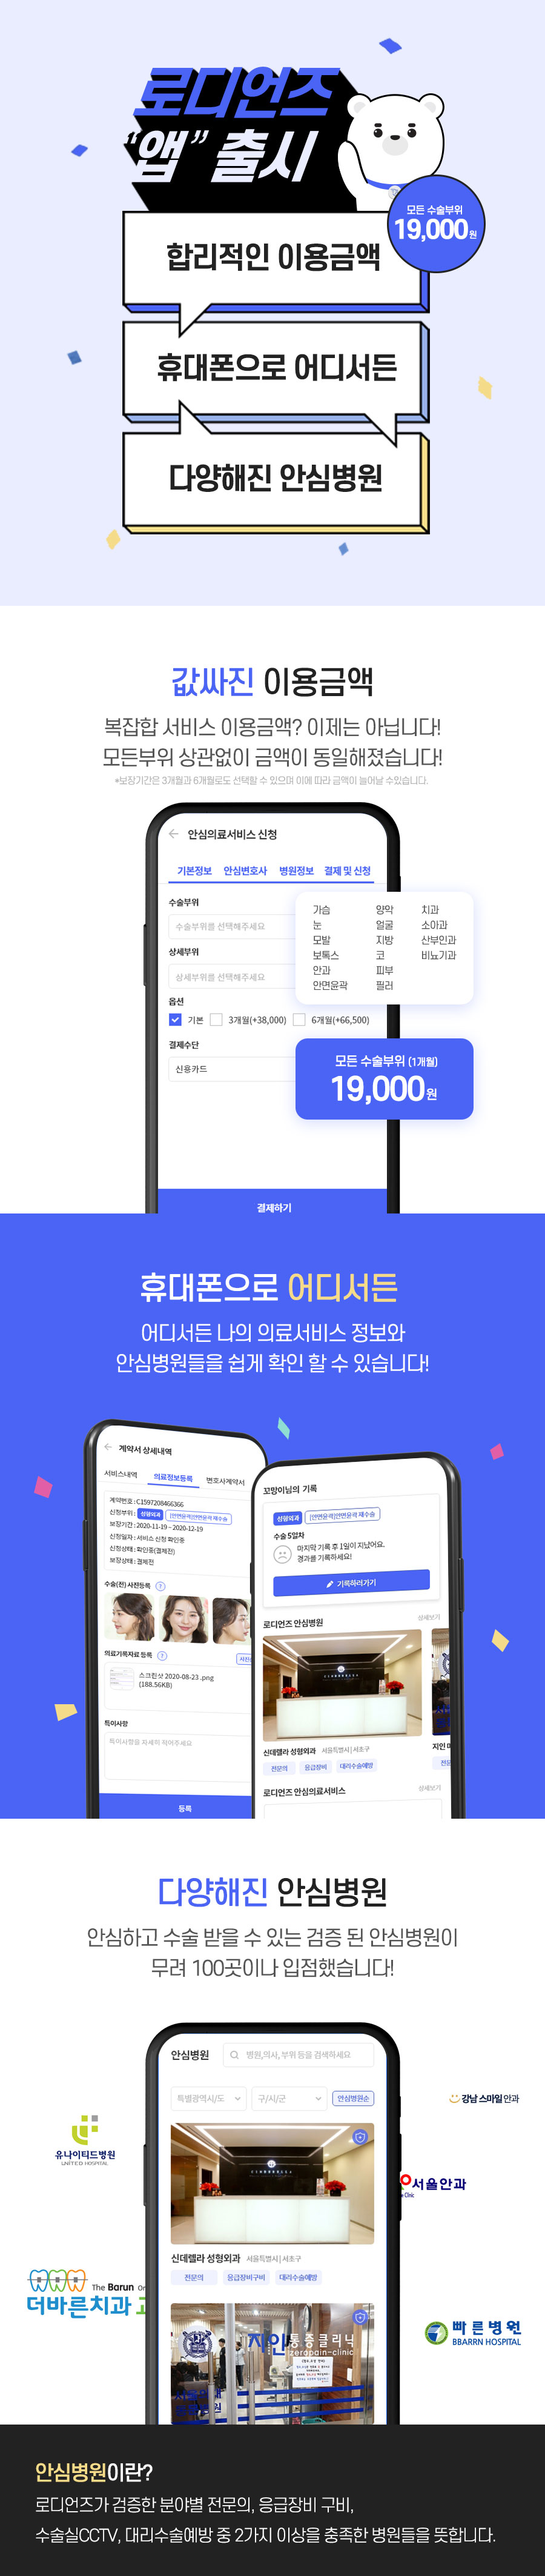 로디언즈
“앱” 출시
모든 수술부위
19,000원
합리적인 이용금액
휴대폰으로 어디서든
다양해진 안심병원
값싸진 이용금액
복잡합 서비스 이용금액? 이제는 아닙니다!
모든부위 상관없이 금액이 동일해졌습니다!
*보장기간은 3개월과 6개월로도 선택할 수 있으며 이에 따라 금액이 늘어날 수있습니다.
안심의료서비스 신청
기본정보 안심변호사 병원정보 결제 및 신청
수술부위
수술부위를 선택해주세요
상세부위
상세부위를 선택해주세요
옵션
기본 3개월(+38,000) 6개월(+66,500)
결제수단
신용카드
가슴 양악 치과
눈 얼굴 소아과
모발 지방 산부인과
보톡스 코 비뇨기과
안과 피부
안면윤곽 필러
모든 수술부위 (1개월)
19,000원
결제하기
휴대폰으로 어디서든
어디서든 나의 의료서비스 정보와
안심병원들을 쉽게 확인 할 수 있습니다!
계약서 상세내역
서비스내역 의료정보등록 변호사계약서
계약번호 : C1597208466366
신청부위 : 성형외과 [안면윤곽]안면윤곽 재수술
보장기간 : 2020-11-19 ~ 2020-12-19
신청일자 : 서비스 신청 확인중
신청상태 : 확인중(결제전)
보장상태 : 결제전
수술(전) 사진등록 ?
의료기록자료 등록 ?
스크린샷 2020-08-23 .png
(188.56KB)
특이사항
특이사항을 자세히 적어주세요
등록
꼬망이님의 기록
성형외과 [안면윤곽]안면윤곽 재수술
수술 5일차
마지막 기록 후 1일이 지났어요.
경과를 기록하세요!
기록하러가기
로디언즈 안심병원 상세보기
신데렐라 성형외과 서울특별시 | 서초구
전문의 응급장비 대리수술예방
로디언즈 안심의료서비스 상세보기
다양해진 안심병원
안심하고 수술 받을 수 있는 검증 된 안심병원이
무려 100곳이나 입점했습니다!
안심병원
병원,의사, 부위 등을 검색하세요
특별광역시/도 구/시/군 안심병원순
강남 스마일 안과
유나이티드병원
UNITED HOSPITAL
서울안과
Clinic
신데렐라 성형외과 서울특별시 | 서초구
전문의 응급장비구비 대리수술예방
The Barun
더바른치과
지인 통증클리닉
zeropain-clinic
빠른병원
BBARRN HOSPITAL
안심병원이란?
로디언즈가 검증한 분야별 전문의, 응급장비 구비,
수술실CCTV, 대리수술예방 중 2가지 이상을 충족한 병원들을 뜻합니다.